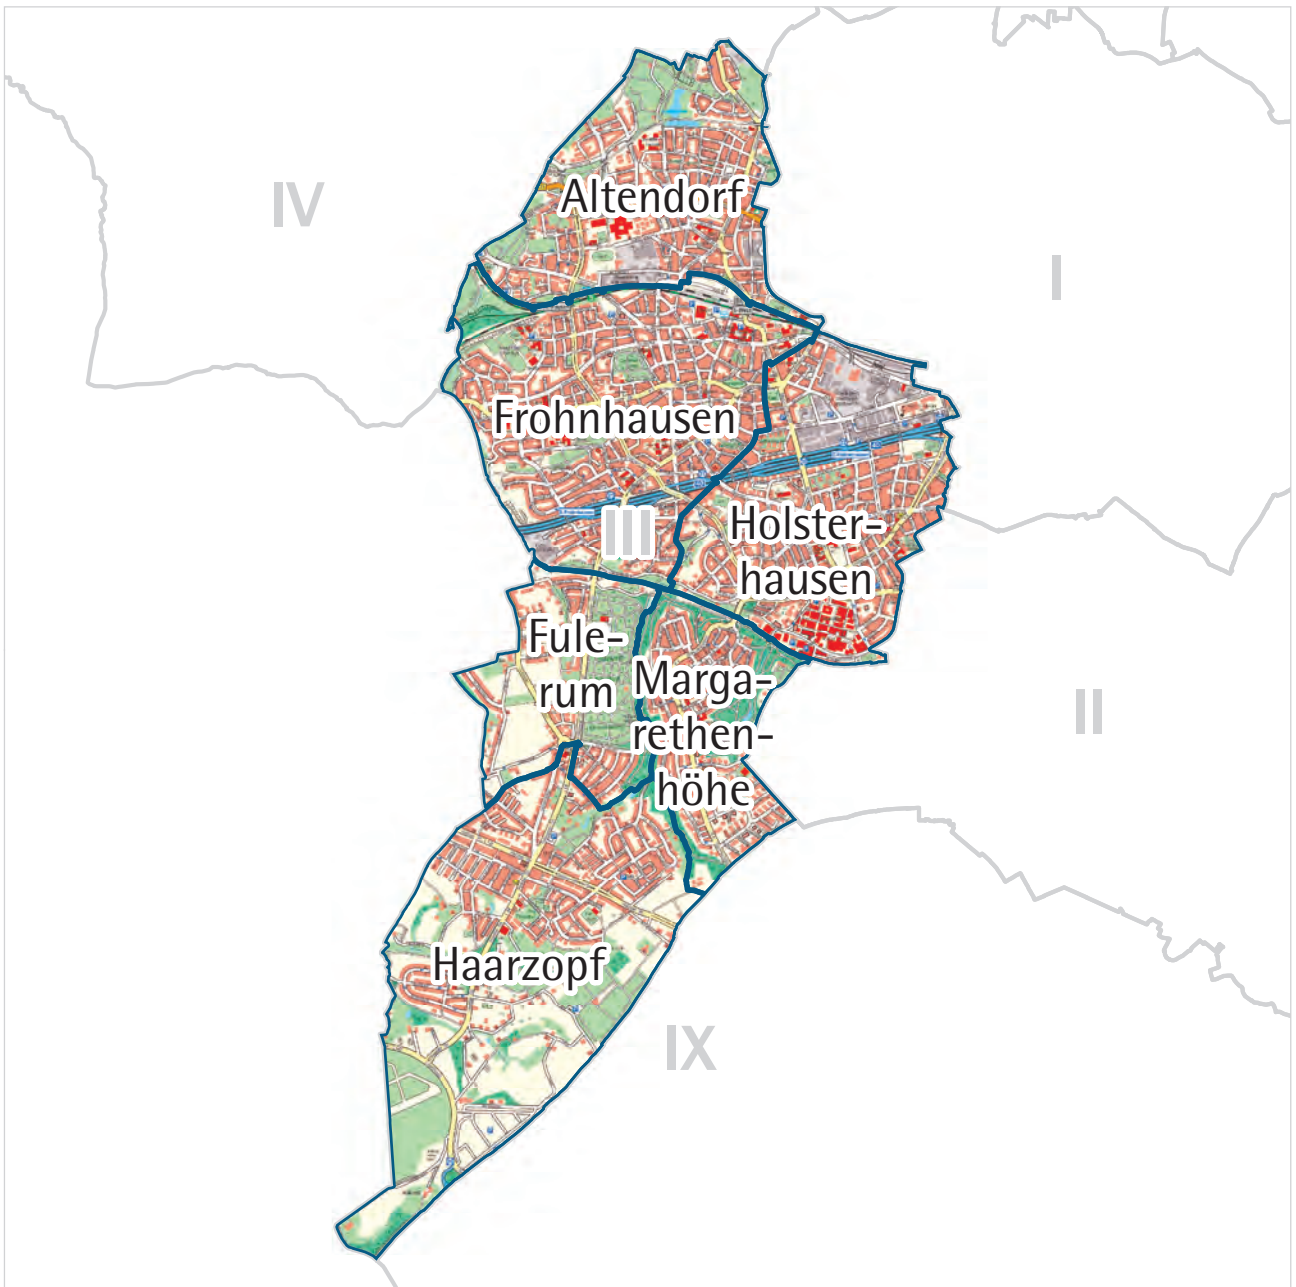 IV
Altendorf
I
Frohnhausen
III
Holster-
hausen
Fule-
rum
Marga-
rethen-
höhe
II
Haarzopf
IX